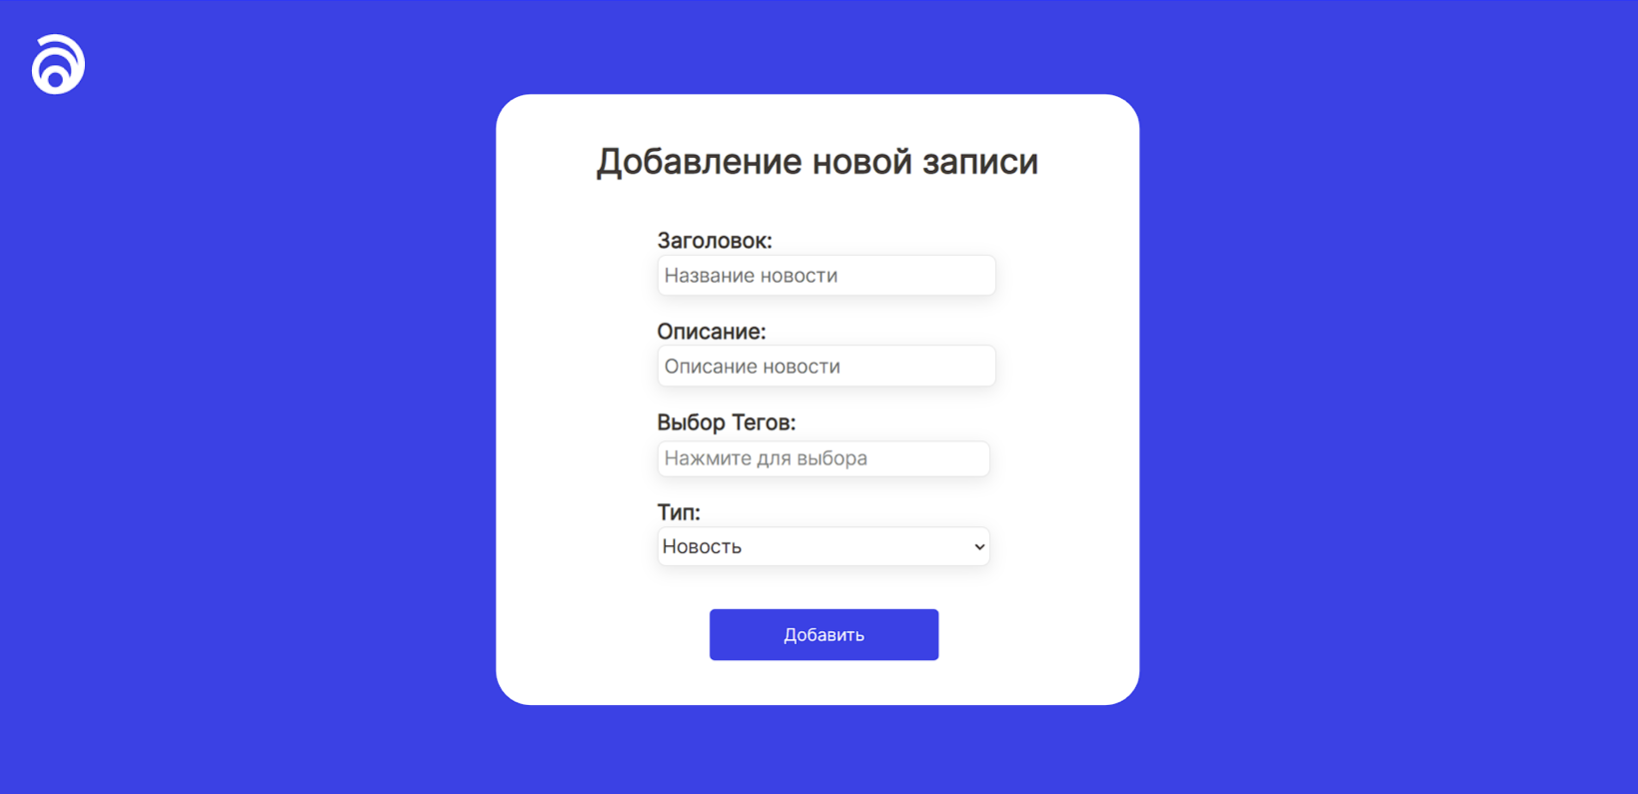 Добавление новой записи
Заголовок:
Название новости
Описание:
Описание новости
Выбор Тегов:
Нажмите для выбора
Тип:
Новость
Добавить